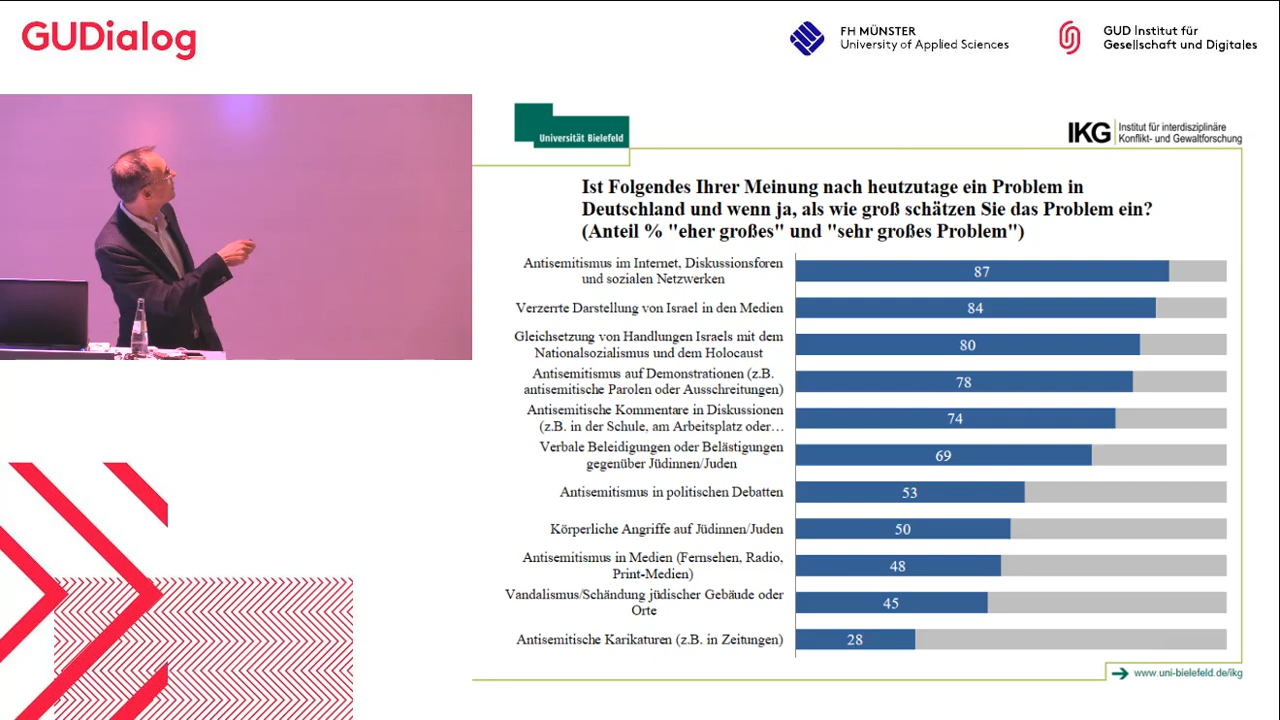 GUDialog
FH MÜNSTER
University of Applied Sciences
GUD Institut für
Gesellschaft und Digitales
Universität Bielefeld
IKG
Institut für interdisziplinäre
Konflikt- und Gewaltforschung
Ist Folgendes Ihrer Meinung nach heutzutage ein Problem in
Deutschland und wenn ja, als wie groß schätzen Sie das Problem ein?
(Anteil % "eher großes" und "sehr großes Problem")
Antisemitismus im Internet, Diskussionsforen
und sozialen Netzwerken
87
Verzerrte Darstellung von Israel in den Medien
84
Gleichsetzung von Handlungen Israels mit dem
Nationalsozialismus und dem Holocaust
80
Antisemitismus auf Demonstrationen (z.B.
antisemitische Parolen oder Ausschreitungen)
78
Antisemitische Kommentare in Diskussionen
(z.B. in der Schule, am Arbeitsplatz oder…
74
Verbale Beleidigungen oder Belästigungen
gegenüber Jüdinnen/Juden
69
Antisemitismus in politischen Debatten
53
Körperliche Angriffe auf Jüdinnen/Juden
50
Antisemitismus in Medien (Fernsehen, Radio,
Print-Medien)
48
Vandalismus/Schändung jüdischer Gebäude oder
Orte
45
Antisemitische Karikaturen (z.B. in Zeitungen)
28
www.uni-bielefeld.de/ikg